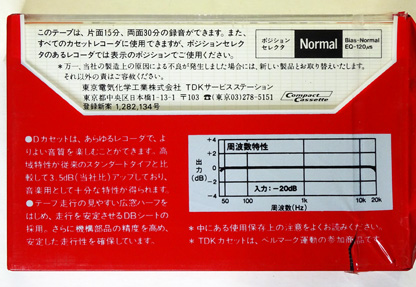 このテープは、片面15分、両面30分の録音ができます。また、
すべてのカセットレコーダに使用できますが、ポジションセレク
タのあるレコーダでは表示のポジションでご使用ください。
*万一、当社の製造上の原因による不良が発生しました場合には、新しい製品とお取り替えいたします。
それ以外の責はご容赦ください。
東京電気化学工業株式会社 TDKサービスステーション
東京都中央区日本橋1-13-1 〒103 ☎(東京03)278-5151
登録新案 1,282,134号
ポジション
セレクタ
Normal
Bias-Normal
EQ-120μs
Compact
Cassette
●Dカセットは、あらゆるレコーダで、よ
りよい音質を楽しむことができます。高
域特性が従来のスタンダードタイプと比
較して3.5dB(当社比)アップしており、音
楽用として十分な特性が得られます。
●テープ走行の見やすい広窓ハーフを
はじめ、走行を安定させるDBシートの
採用。さらに機構部品の精度を高め、
安定した走行性を確保しています。
周波数特性
出力
(dB)
+4
+2
0
-2
-4
入力:-20dB
50
100
1k
10k
20k
周波数(Hz)
*中にある使用保存上の注意をよくお読みください。
*TDKカセットは、ベルマーク運動の参加商品です。